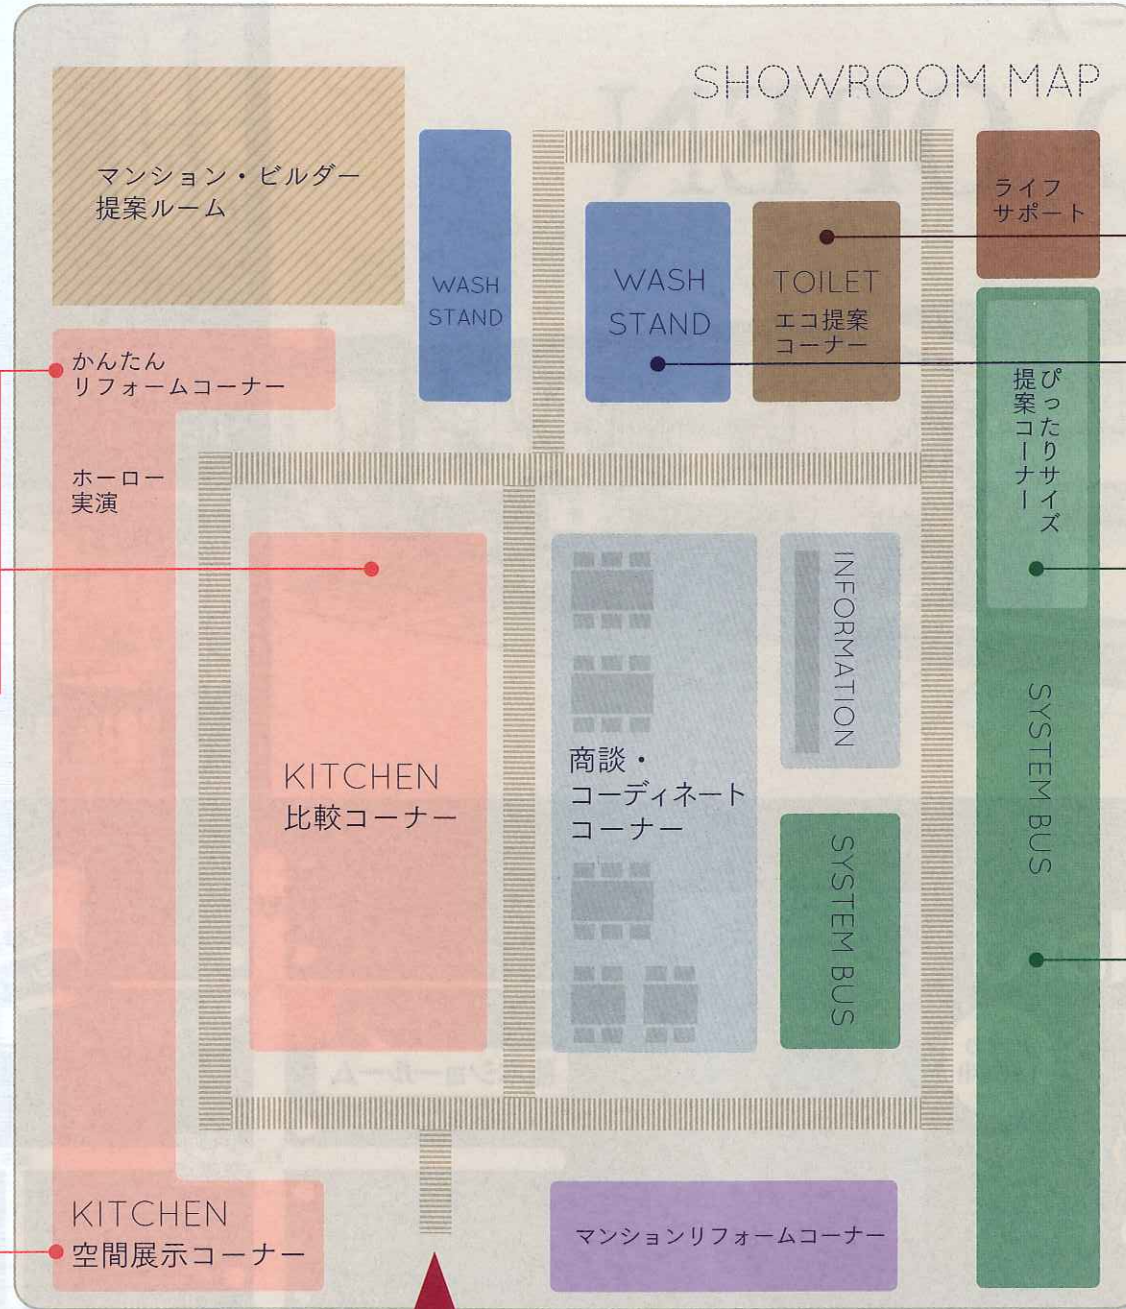 SHOWROOM MAP
マンション・ビルダー
提案ルーム
WASH
STAND
WASH
STAND
TOILET
エコ提案
コーナー
ライフ
サポート
かんたん
リフォームコーナー
ホーロー
実演
ぴったりサイズ
提案コーナー
INFORMATION
SYSTEM BUS
KITCHEN
比較コーナー
商談・
コーディネート
コーナー
SYSTEM BUS
KITCHEN
空間展示コーナー
マンションリフォームコーナー